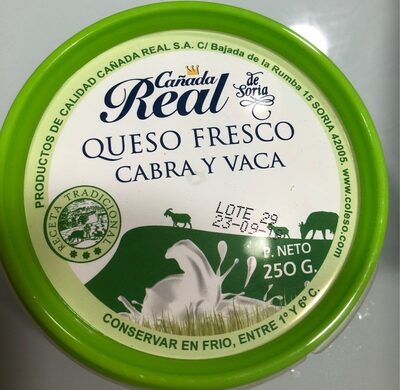 PRODUCTOS DE CALIDAD CAÑADA REAL S.A. C/ Bajada de la Rumba 15 SORIA 42005. www.coleso.com
Cañada
Real
de
Soria
QUESO FRESCO
CABRA Y VACA
RECETA TRADICIONAL
LOTE 29
23-09
P. NETO
250 G.
CONSERVAR EN FRIO, ENTRE 1º Y 6º C.